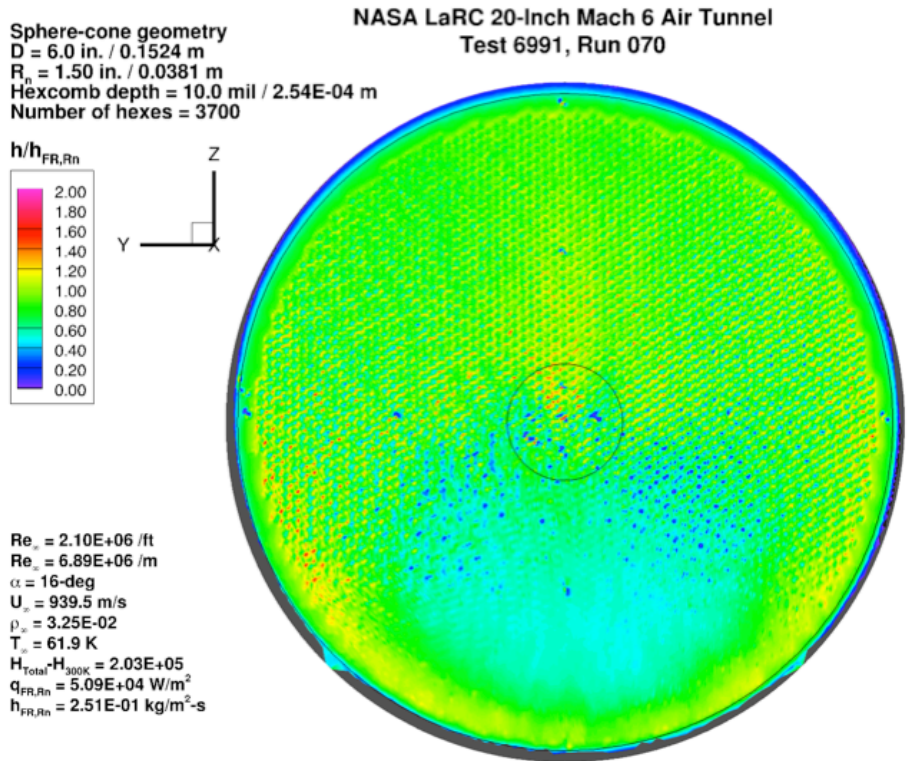 NASA LaRC 20-Inch Mach 6 Air Tunnel
Test 6991, Run 070
Sphere-cone geometry
D = 6.0 in. / 0.1524 m
Rn = 1.50 in. / 0.0381 m
Hexcomb depth = 10.0 mil / 2.54E-04 m
Number of hexes = 3700
h/hFR,Rn
2.00
1.80
1.60
1.40
1.20
1.00
0.80
0.60
0.40
0.20
0.00
Z
Y
X
Re∞ = 2.10E+06 /ft
Re∞ = 6.89E+06 /m
α = 16-deg
U∞ = 939.5 m/s
ρ∞ = 3.25E-02
T∞ = 61.9 K
HTotal-H300K = 2.03E+05
qFR,Rn = 5.09E+04 W/m²
hFR,Rn = 2.51E-01 kg/m²-s